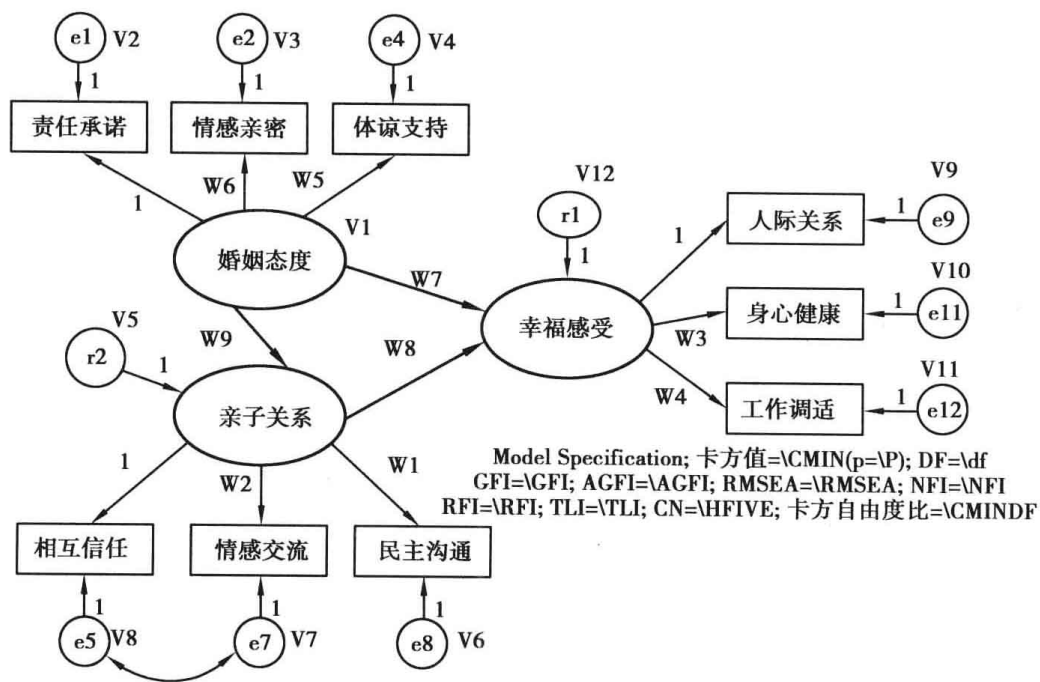 e1 V2 e2 V3 e4 V4
1 1 1
责任承诺 情感亲密 体谅支持
1 W6 W5
V12 V9
r1 1 人际关系 1 e9
V1
婚姻态度 1
W7 V10
幸福感受 W3 身心健康 1 e11
V5 W9 W8
r2 1 W4 V11
亲子关系 工作调适 1 e12
1 W2 W1
Model Specification; 卡方值=\CMIN(p=\P); DF=\df
GFI=\GFI; AGFI=\AGFI; RMSEA=\RMSEA; NFI=\NFI
RFI=\RFI; TLI=\TLI; CN=\HFIVE; 卡方自由度比=\CMINDF
相互信任 情感交流 民主沟通
1 1 1
e5 V8 e7 V7 e8 V6